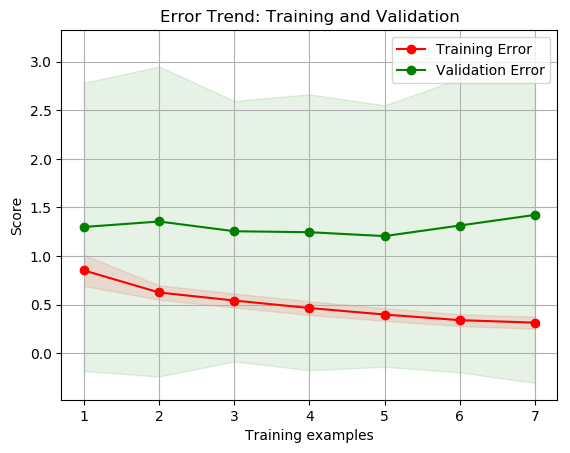 Error Trend: Training and Validation
Training Error
Validation Error
3.0
2.5
2.0
1.5
1.0
0.5
0.0
Score
1 2 3 4 5 6 7
Training examples